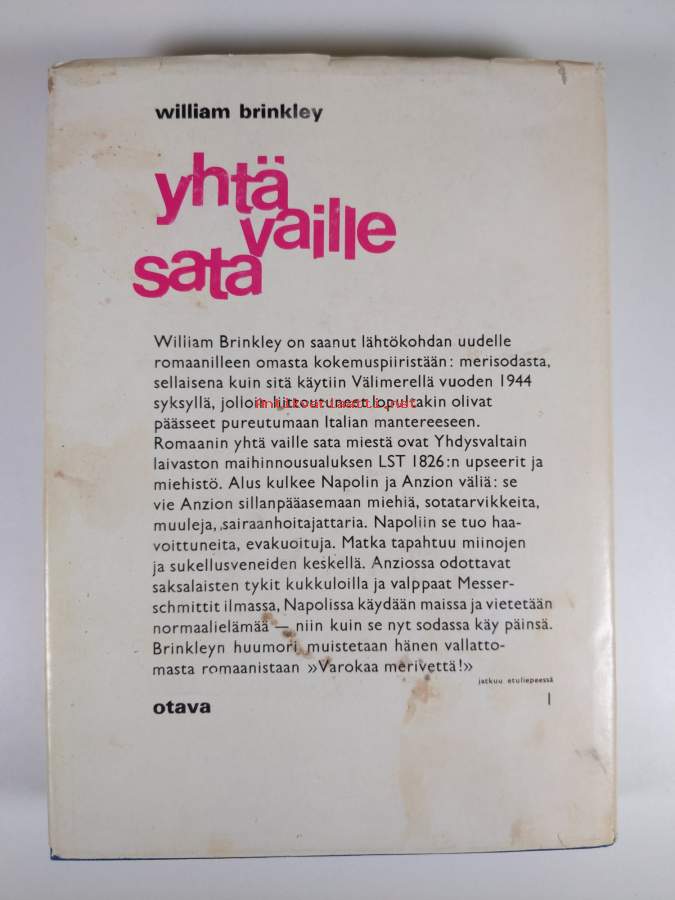 william brinkley
yhtä
vaille
sata
William Brinkley on saanut lähtökohdan uudelle
romaanilleen omasta kokemuspiiristään: merisodasta,
sellaisena kuin sitä käytiin Välimerellä vuoden 1944
syksyllä, jolloin liittoutuneet lopultakin olivat
antikvariaatti.net
päässeet pureutumaan Italian mantereeseen.
Romaanin yhtä vaille sata miestä ovat Yhdysvaltain
laivaston maihinnousualuksen LST 1826:n upseerit ja
miehistö. Alus kulkee Napolin ja Anzion väliä: se
vie Anzion sillanpääasemaan miehiä, sotatarvikkeita,
muuleja, sairaanhoitajattaria. Napoliin se tuo haa-
voittuneita, evakuoituja. Matka tapahtuu miinojen
ja sukellusveneiden keskellä. Anziossa odottavat
saksalaisten tykit kukkuloilla ja valppaat Messer-
schmittit ilmassa, Napolissa käydään maissa ja vietetään
normaalielämää — niin kuin se nyt sodassa käy päinsä.
Brinkleyn huumori muistetaan hänen vallatto-
masta romaanistaan »Varokaa merivettä!»
jatkuu etuliepeessä
otava
I